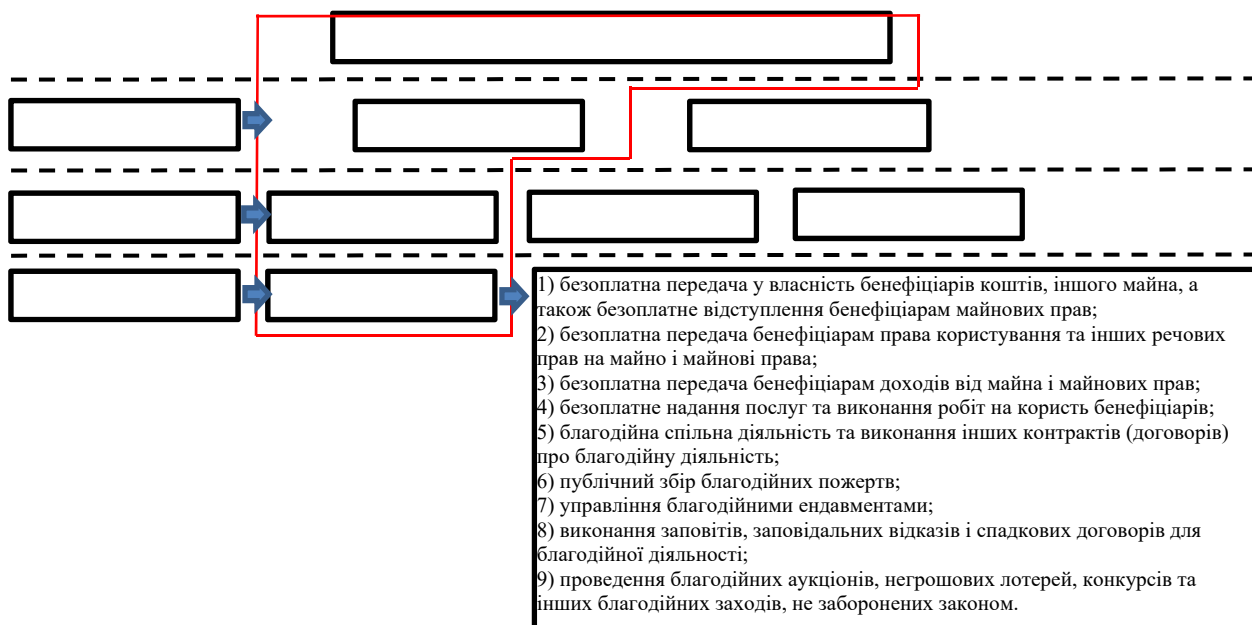 1) безоплатна передача у власність бенефіціарів коштів, іншого майна, а
також безоплатне відступлення бенефіціарам майнових прав;
2) безоплатна передача бенефіціарам права користування та інших речових
прав на майно і майнові права;
3) безоплатна передача бенефіціарам доходів від майна і майнових прав;
4) безоплатне надання послуг та виконання робіт на користь бенефіціарів;
5) благодійна спільна діяльність та виконання інших контрактів (договорів)
про благодійну діяльність;
6) публічний збір благодійних пожертв;
7) управління благодійними ендавментами;
8) виконання заповітів, заповідальних відказів і спадкових договорів для
благодійної діяльності;
9) проведення благодійних аукціонів, негрошових лотерей, конкурсів та
інших благодійних заходів, не заборонених законом.